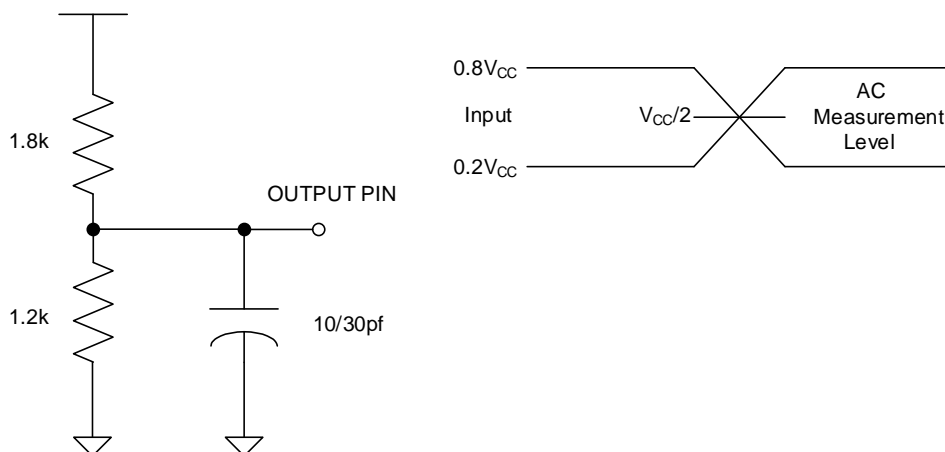 1.8k
OUTPUT PIN
1.2k
10/30pf
0.8VCC
Input
VCC/2
0.2VCC
AC
Measurement
Level